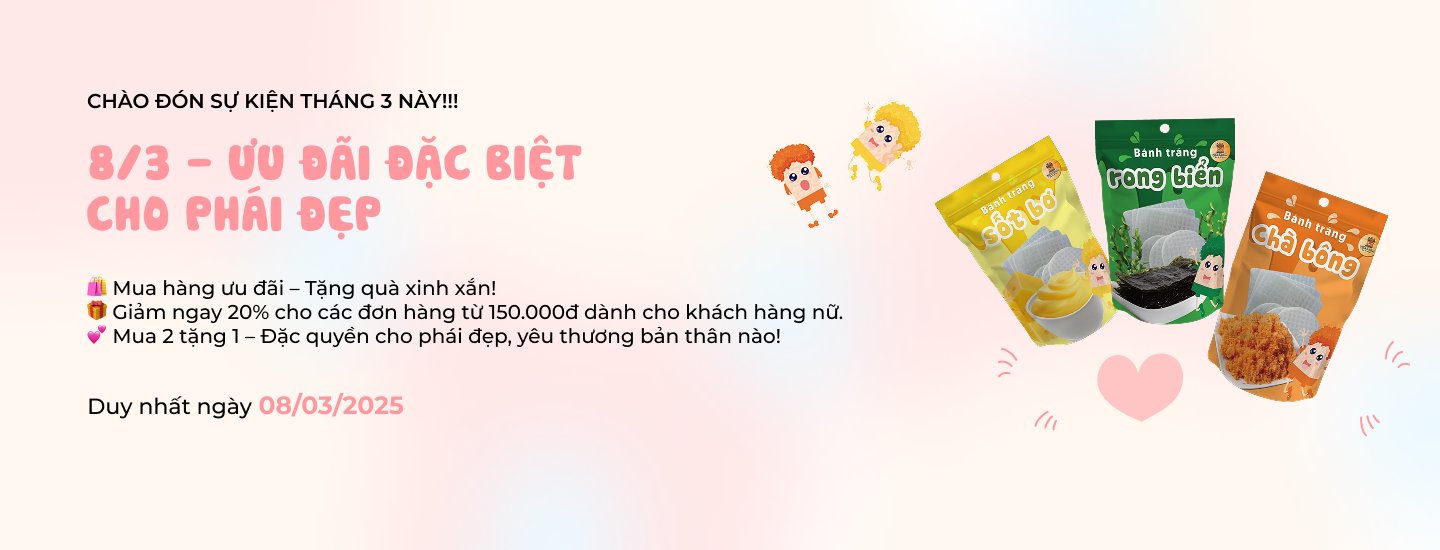 CHÀO ĐÓN SỰ KIỆN THÁNG 3 NÀY!!!
8/3 – ƯU ĐÃI ĐẶC BIỆT
CHO PHÁI ĐẸP
🛍️ Mua hàng ưu đãi – Tặng quà xinh xắn!
🎁 Giảm ngay 20% cho các đơn hàng từ 150.000đ dành cho khách hàng nữ.
💕 Mua 2 tặng 1 – Đặc quyền cho phái đẹp, yêu thương bản thân nào!
Duy nhất ngày 08/03/2025
Bánh tráng
sốt bơ
Bánh tráng
rong biển
Bánh tráng
chà bông